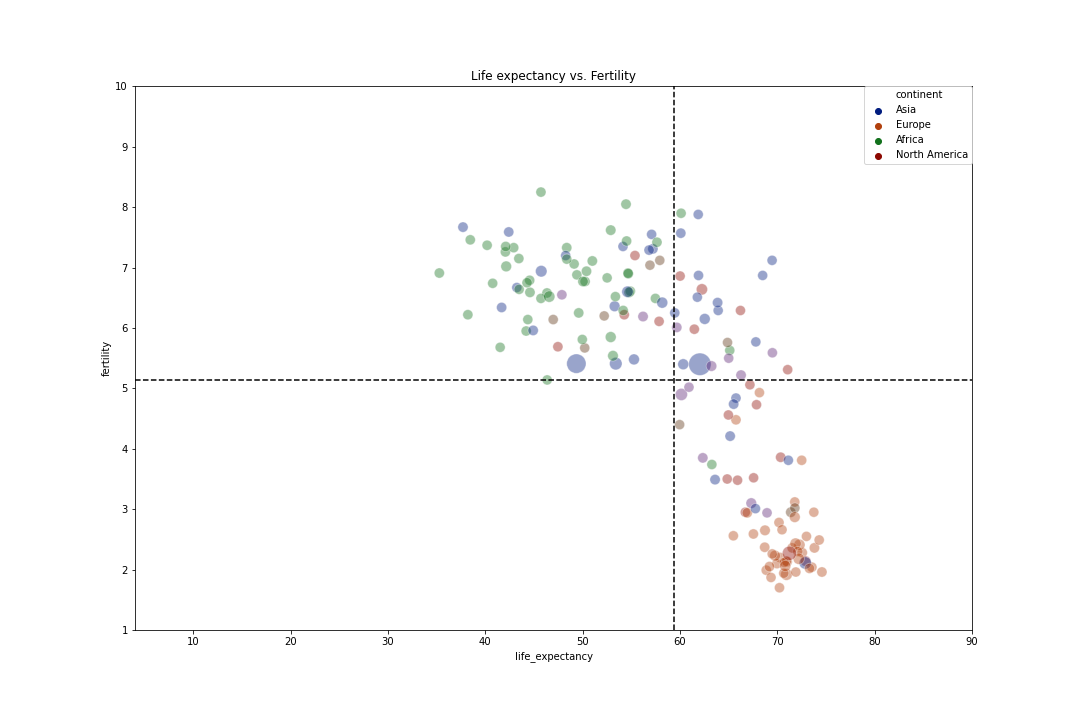 Life expectancy vs. Fertility
continent
Asia
Europe
Africa
North America
10
9
8
7
6
5
4
3
2
1
fertility
10 20 30 40 50 60 70 80 90
life_expectancy